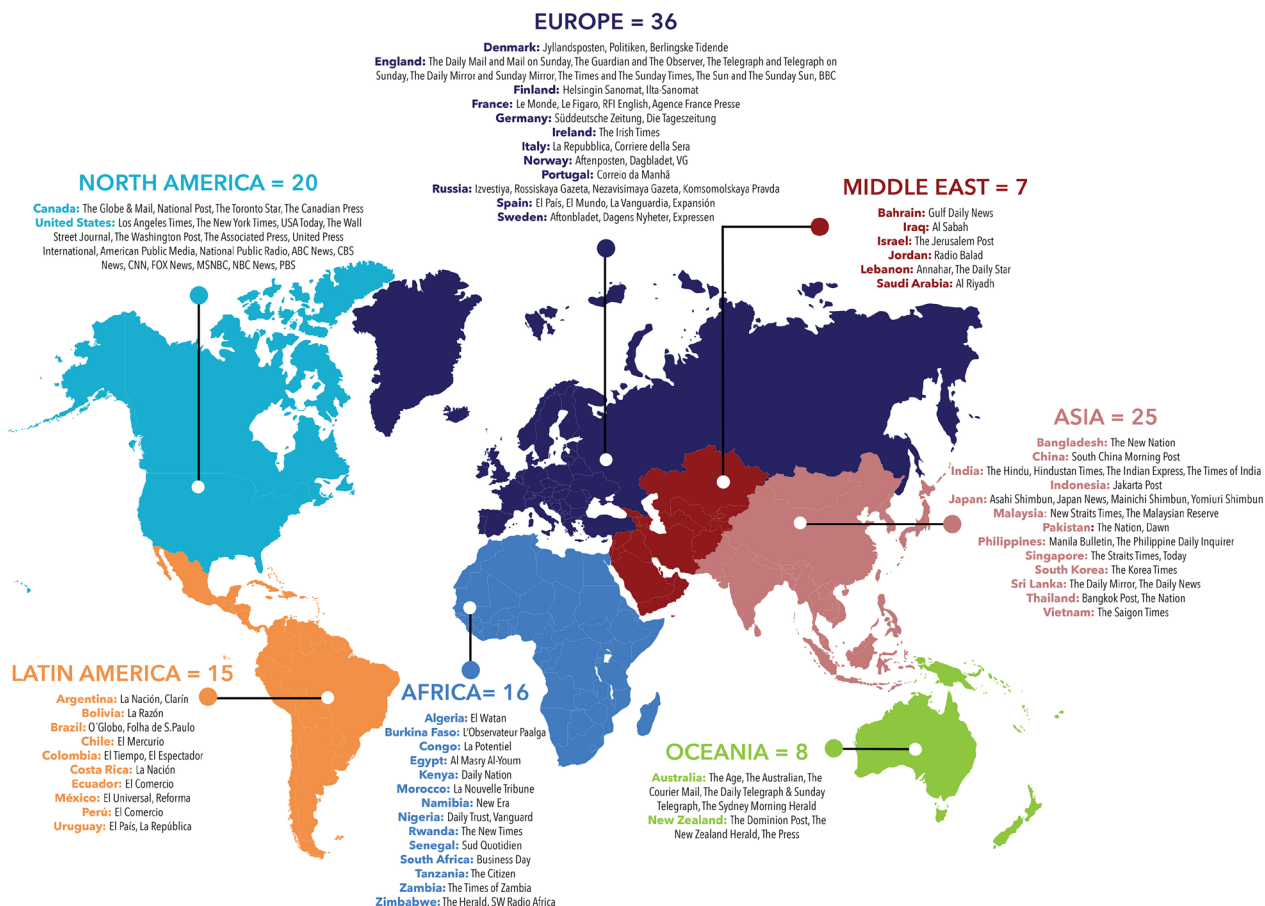 EUROPE = 36
Denmark: Jyllandsposten, Politiken, Berlingske Tidende
England: The Daily Mail and Mail on Sunday, The Guardian and The Observer, The Telegraph and Telegraph on
Sunday, The Daily Mirror and Sunday Mirror, The Times and The Sunday Times, The Sun and The Sunday Sun, BBC
Finland: Helsingin Sanomat, Ilta-Sanomat
France: Le Monde, Le Figaro, RFI English, Agence France Presse
Germany: Süddeutsche Zeitung, Die Tageszeitung
Ireland: The Irish Times
Italy: La Repubblica, Corriere della Sera
Norway: Aftenposten, Dagbladet, VG
Portugal: Correio da Manhã
Russia: Izvestiya, Rossiskaya Gazeta, Nezavisimaya Gazeta, Komsomolskaya Pravda
Spain: El País, El Mundo, La Vanguardia, Expansión
Sweden: Aftonbladet, Dagens Nyheter, Expressen
NORTH AMERICA = 20
Canada: The Globe & Mail, National Post, The Toronto Star, The Canadian Press
United States: Los Angeles Times, The New York Times, USA Today, The Wall
Street Journal, The Washington Post, The Associated Press, United Press
International, American Public Media, National Public Radio, ABC News, CBS
News, CNN, FOX News, MSNBC, NBC News, PBS
MIDDLE EAST = 7
Bahrain: Gulf Daily News
Iraq: Al Sabah
Israel: The Jerusalem Post
Jordan: Radio Balad
Lebanon: Annahar, The Daily Star
Saudi Arabia: Al Riyadh
ASIA = 25
Bangladesh: The New Nation
China: South China Morning Post
India: The Hindu, Hindustan Times, The Indian Express, The Times of India
Indonesia: Jakarta Post
Japan: Asahi Shimbun, Japan News, Mainichi Shimbun, Yomiuri Shimbun
Malaysia: New Straits Times, The Malaysian Reserve
Pakistan: The Nation, Dawn
Philippines: Manila Bulletin, The Philippine Daily Inquirer
Singapore: The Straits Times, Today
South Korea: The Korea Times
Sri Lanka: The Daily Mirror, The Daily News
Thailand: Bangkok Post, The Nation
Vietnam: The Saigon Times
LATIN AMERICA = 15
Argentina: La Nación, Clarín
Bolivia: La Razón
Brazil: O´Globo, Folha de S.Paulo
Chile: El Mercurio
Colombia: El Tiempo, El Espectador
Costa Rica: La Nación
Ecuador: El Comercio
México: El Universal, Reforma
Perú: El Comercio
Uruguay: El País, La República
AFRICA= 16
Algeria: El Watan
Burkina Faso: L'Observateur Paalga
Congo: La Potentiel
Egypt: Al Masry Al-Youm
Kenya: Daily Nation
Morocco: La Nouvelle Tribune
Namibia: New Era
Nigeria: Daily Trust, Vanguard
Rwanda: The New Times
Senegal: Sud Quotidien
South Africa: Business Day
Tanzania: The Citizen
Zambia: The Times of Zambia
Zimbabwe: The Herald, SW Radio Africa
OCEANIA = 8
Australia: The Age, The Australian, The
Courier Mail, The Daily Telegraph & Sunday
Telegraph, The Sydney Morning Herald
New Zealand: The Dominion Post, The
New Zealand Herald, The Press